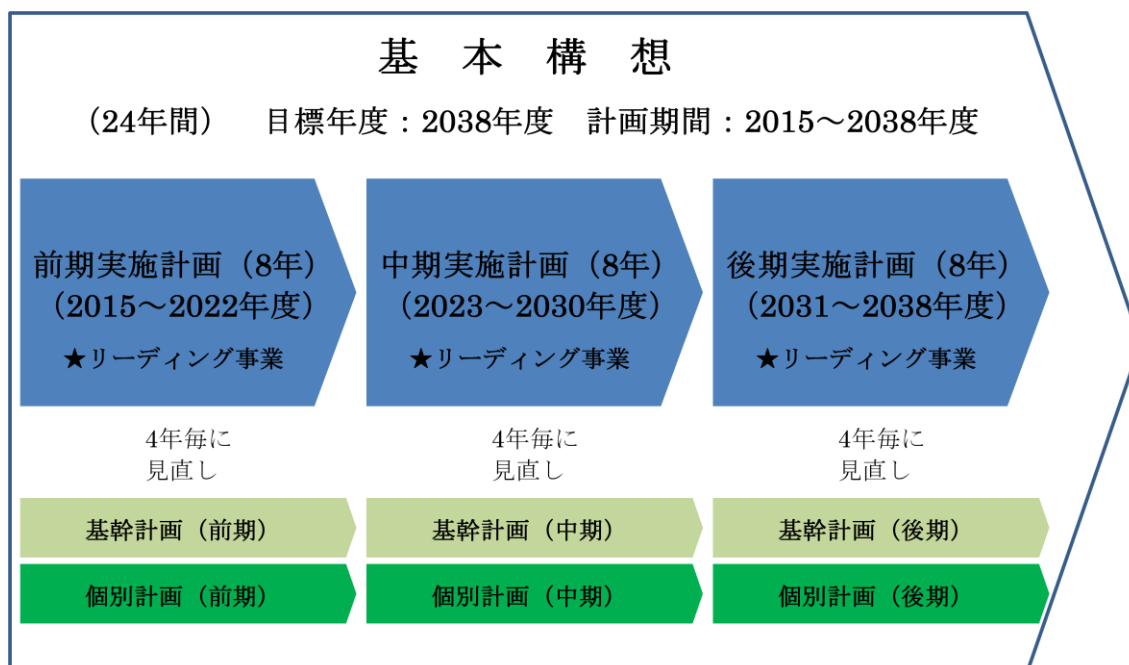 基 本 構 想
（24年間） 目標年度：2038年度 計画期間：2015～2038年度
前期実施計画（8年）
（2015～2022年度）
★リーディング事業
中期実施計画（8年）
（2023～2030年度）
★リーディング事業
後期実施計画（8年）
（2031～2038年度）
★リーディング事業
4年毎に
見直し
4年毎に
見直し
4年毎に
見直し
基幹計画（前期）
基幹計画（中期）
基幹計画（後期）
個別計画（前期）
個別計画（中期）
個別計画（後期）